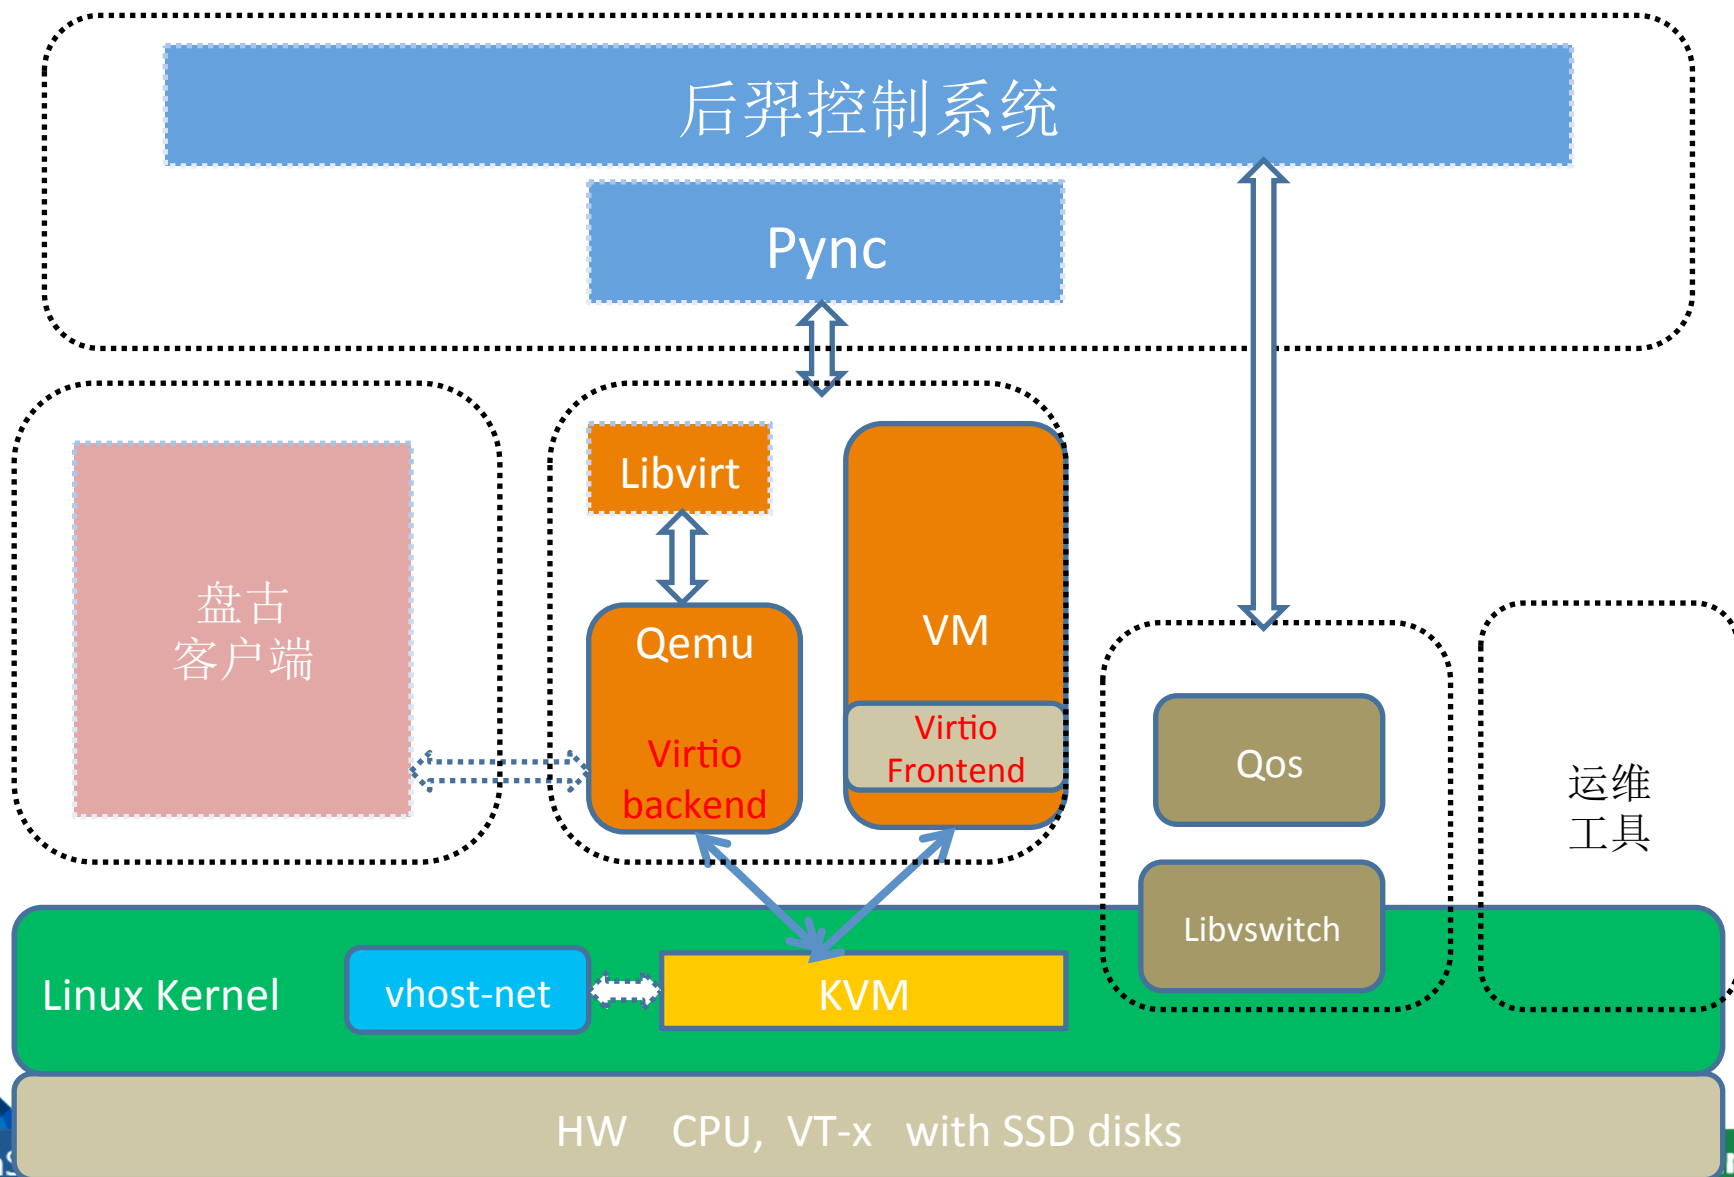 后羿控制系统
Pync
Libvirt
盘古
客户端
Qemu
Virtio
backend
VM
Virtio
Frontend
Qos
Libvswitch
运维
工具
Linux Kernel
vhost-net
KVM
HW CPU, VT-x with SSD disks